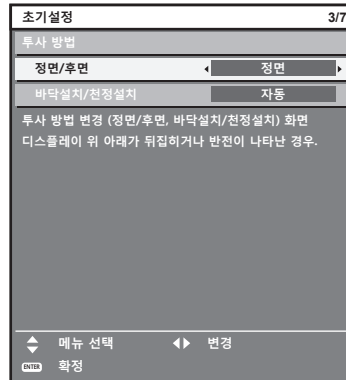 초기설정 3/7
투사 방법
정면/후면 정면
바닥설치/천정설치 자동
투사 방법 변경 (정면/후면, 바닥설치/천정설치) 화면
디스플레이 위 아래가 뒤집히거나 반전이 나타난 경우.
메뉴 선택 변경
ENTER 확정